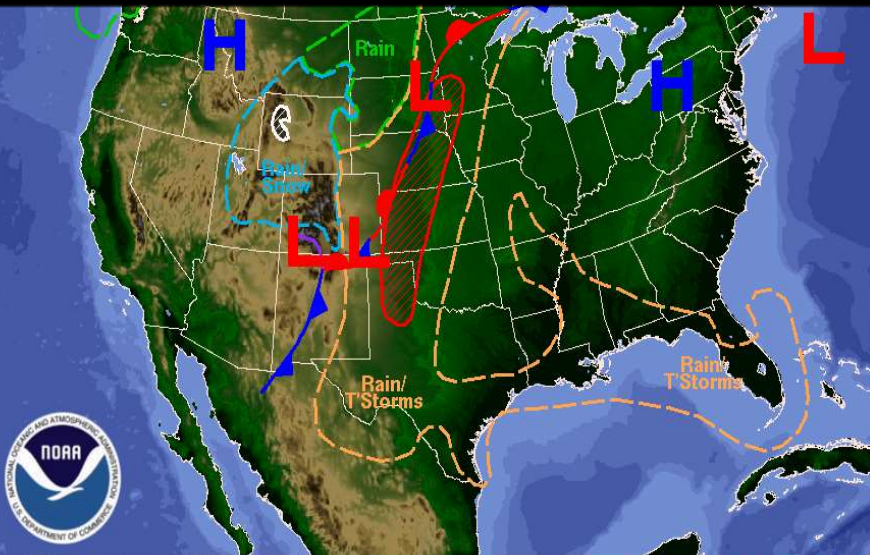 L
H
Rain
H
L
Rain/
Snow
L
L
Rain/
T'Storms
Rain/
T'Storms
NATIONAL OCEANIC AND ATMOSPHERIC ADMINISTRATION
NOAA
U.S. DEPARTMENT OF COMMERCE